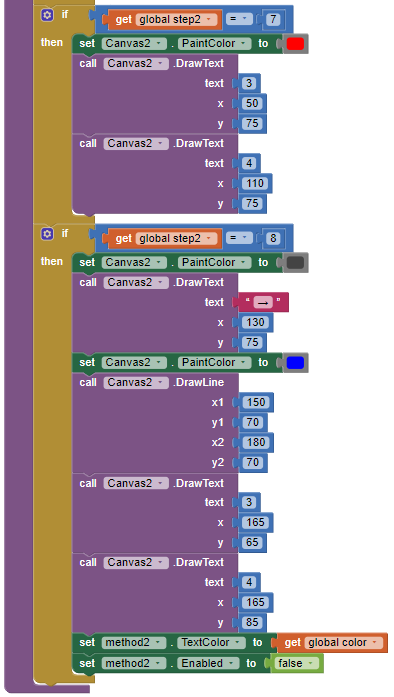 if get global step2 = 7
then set Canvas2 . PaintColor to
call Canvas2 .DrawText
text 3
x 50
y 75
call Canvas2 .DrawText
text 4
x 110
y 75
if get global step2 = 8
then set Canvas2 . PaintColor to
call Canvas2 .DrawText
text “ → ”
x 130
y 75
set Canvas2 . PaintColor to
call Canvas2 .DrawLine
x1 150
y1 70
x2 180
y2 70
call Canvas2 .DrawText
text 3
x 165
y 65
call Canvas2 .DrawText
text 4
x 165
y 85
set method2 . TextColor to get global color
set method2 . Enabled to false